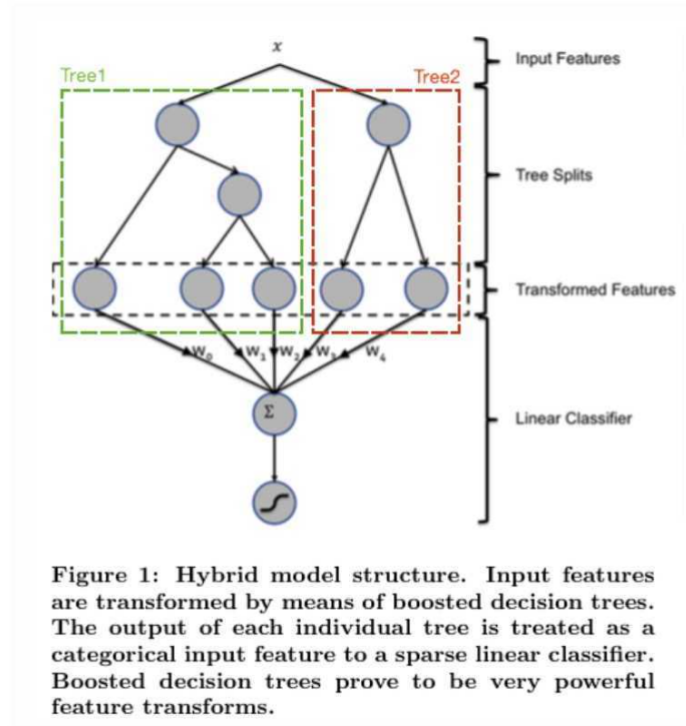 x
Input Features
Tree1
Tree2
Tree Splits
Transformed Features
W₀ W₁ W₂ W₃ W₄
Σ
Linear Classifier
Figure 1: Hybrid model structure. Input features
are transformed by means of boosted decision trees.
The output of each individual tree is treated as a
categorical input feature to a sparse linear classifier.
Boosted decision trees prove to be very powerful
feature transforms.